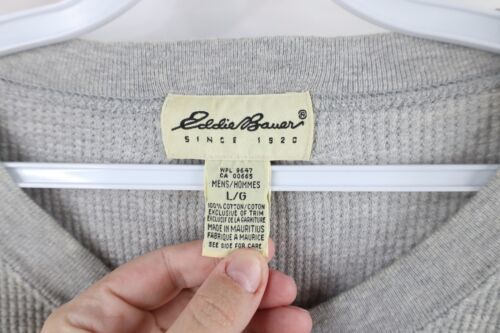 Eddie Bauer®
SINCE 1920
WPL 9647
CA 00665
MENS/HOMMES
L/G
100% COTTON/COTON
EXCLUSIVE OF TRIM
EXCLUSIF DE LA GARNITURE
MADE IN MAURITIUS
FABRIQUE A MAURICE
SEE SIDE FOR CARE